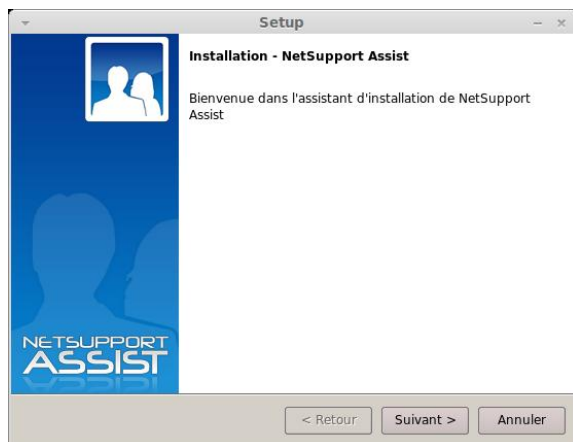 Setup
Installation - NetSupport Assist
Bienvenue dans l'assistant d'installation de NetSupport
Assist
NETSUPPORT
ASSIST
< Retour
Suivant >
Annuler